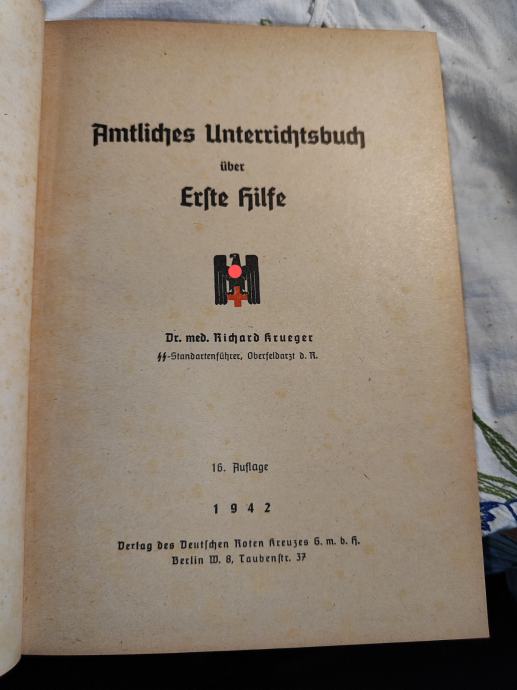 Amtliches Unterrichtsbuch
über
Erste Hilfe
Dr. med. Richard Krueger
SS-Standartenführer, Oberfeldarzt d. R.
16. Auflage
1942
Verlag des Deutschen Roten Kreuzes G. m. b. H.
Berlin W. 8, Taubenstr. 37